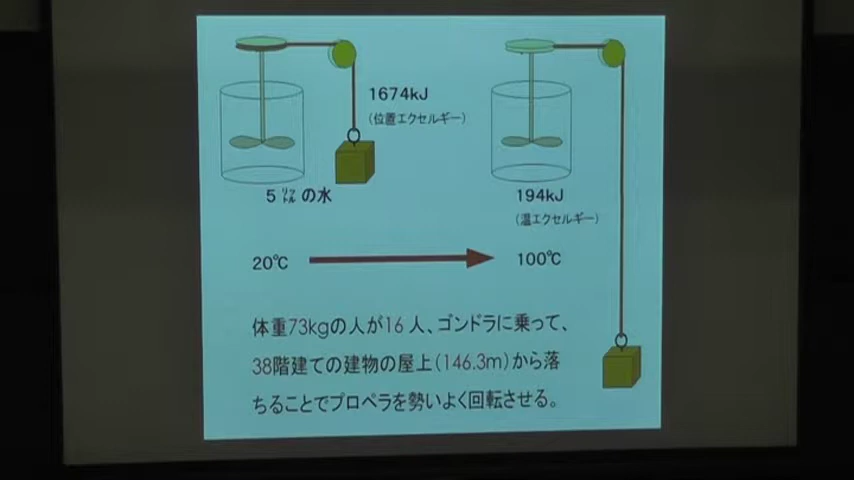 1674kJ
(位置エクセルギー)
5 ㍑ の水
194kJ
(温エクセルギー)
20℃
100℃
体重73kgの人が16 人、ゴンドラに乗って、
38階建ての建物の屋上(146.3m)から落
ちることでプロペラを勢いよく回転させる。